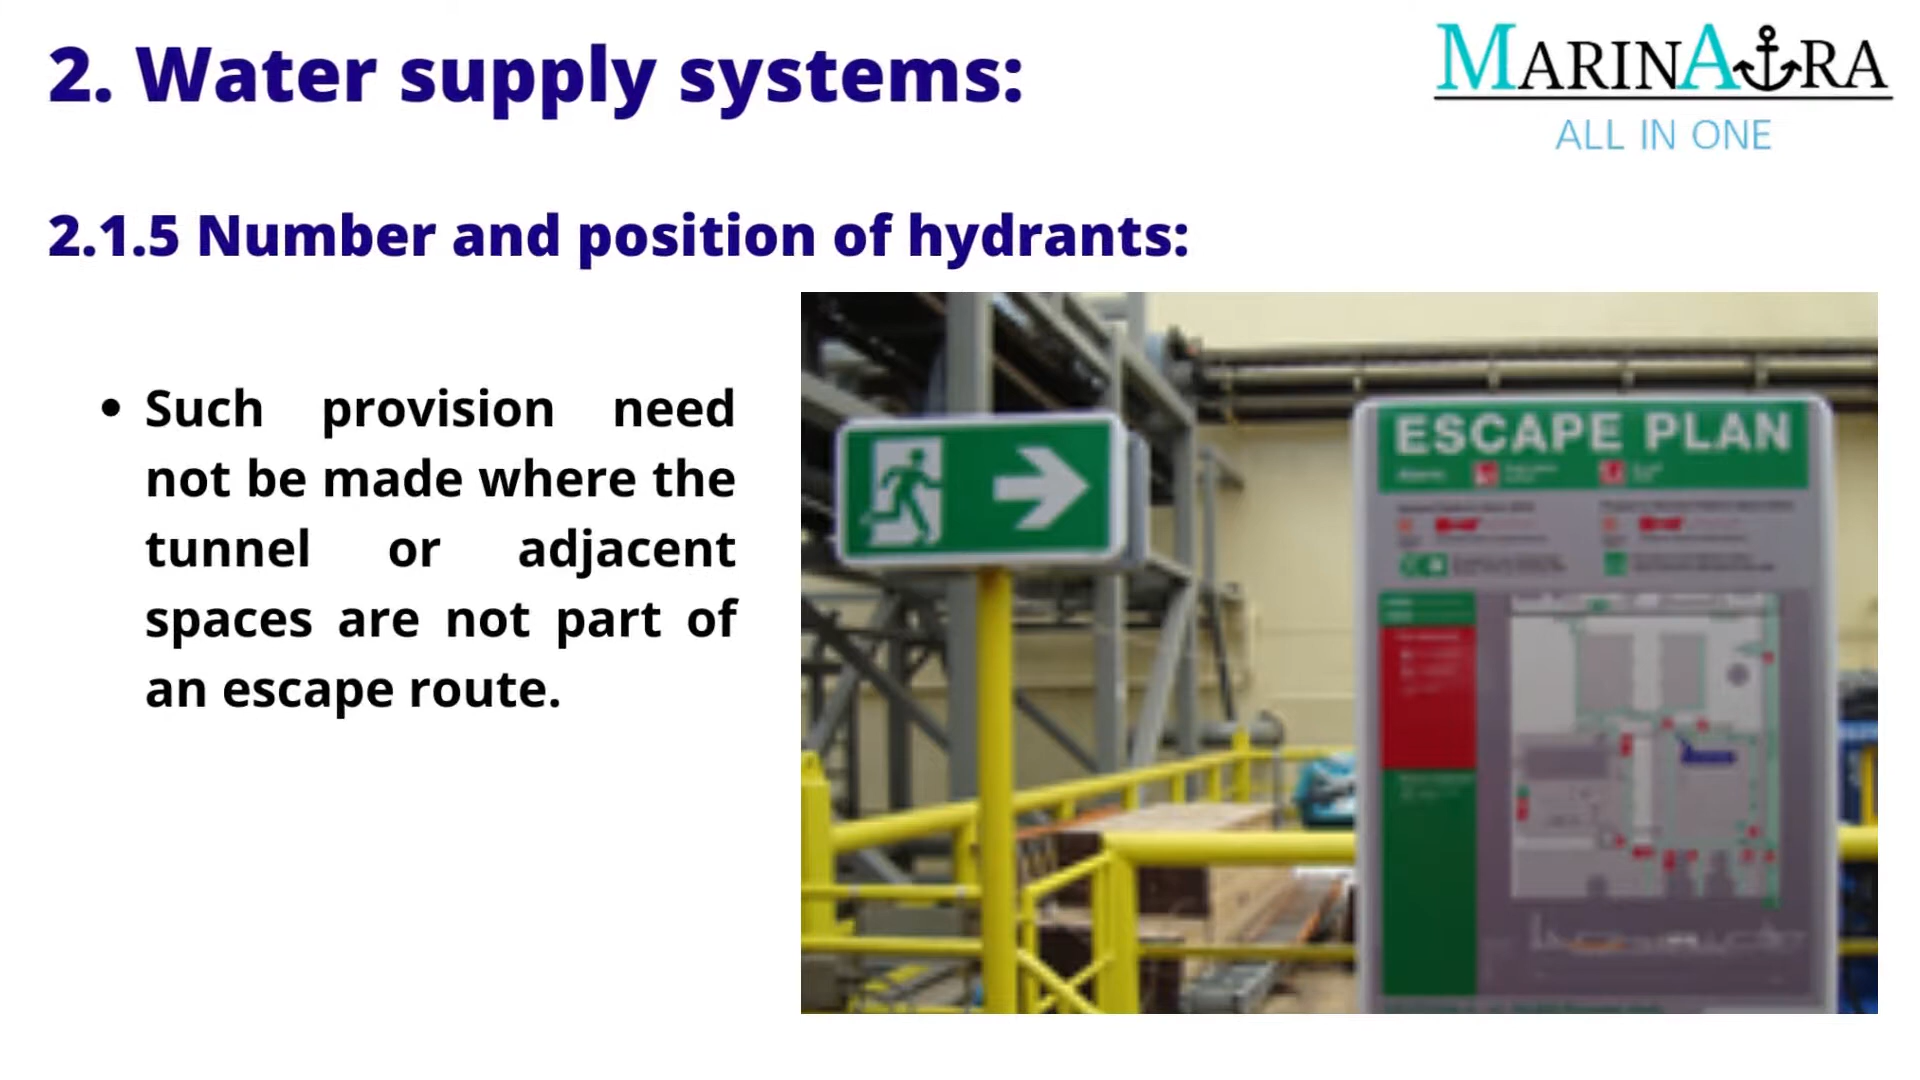 2. Water supply systems:
MARINAURA
ALL IN ONE
2.1.5 Number and position of hydrants:
• Such provision need
not be made where the
tunnel or adjacent
spaces are not part of
an escape route.
ESCAPE PLAN